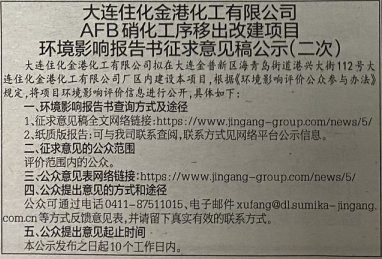 大连住化金港化工有限公司
AFB硝化工序移出改建项目
环境影响报告书征求意见稿公示(二次)
大连住化金港化工有限公司拟在大连金普新区海青岛街道港兴大街112号大
连住化金港化工有限公司厂区内建设本项目,根据《环境影响评价公众参与办法》
规定,将项目环境影响评价信息进行公开,具体如下:
一、环境影响报告书查询方式及途径
1、征求意见稿全文网络链接:https://www.jingang-group.com/news/5/
2、纸质版报告:可与我司联系查阅,联系方式见网络平台公示信息。
二、征求意见的公众范围
评价范围内的公众。
三、公众意见表网络链接:https://www.jingang-group.com/news/5/
四、公众提出意见的方式和途径
公众可通过电话0411-87511015、电子邮件xufang@dl.sumika-jingang.
com.cn等方式反馈意见表,并请留下真实有效的联系方式。
五、公众提出意见起止时间
本公示发布之日起10个工作日内。